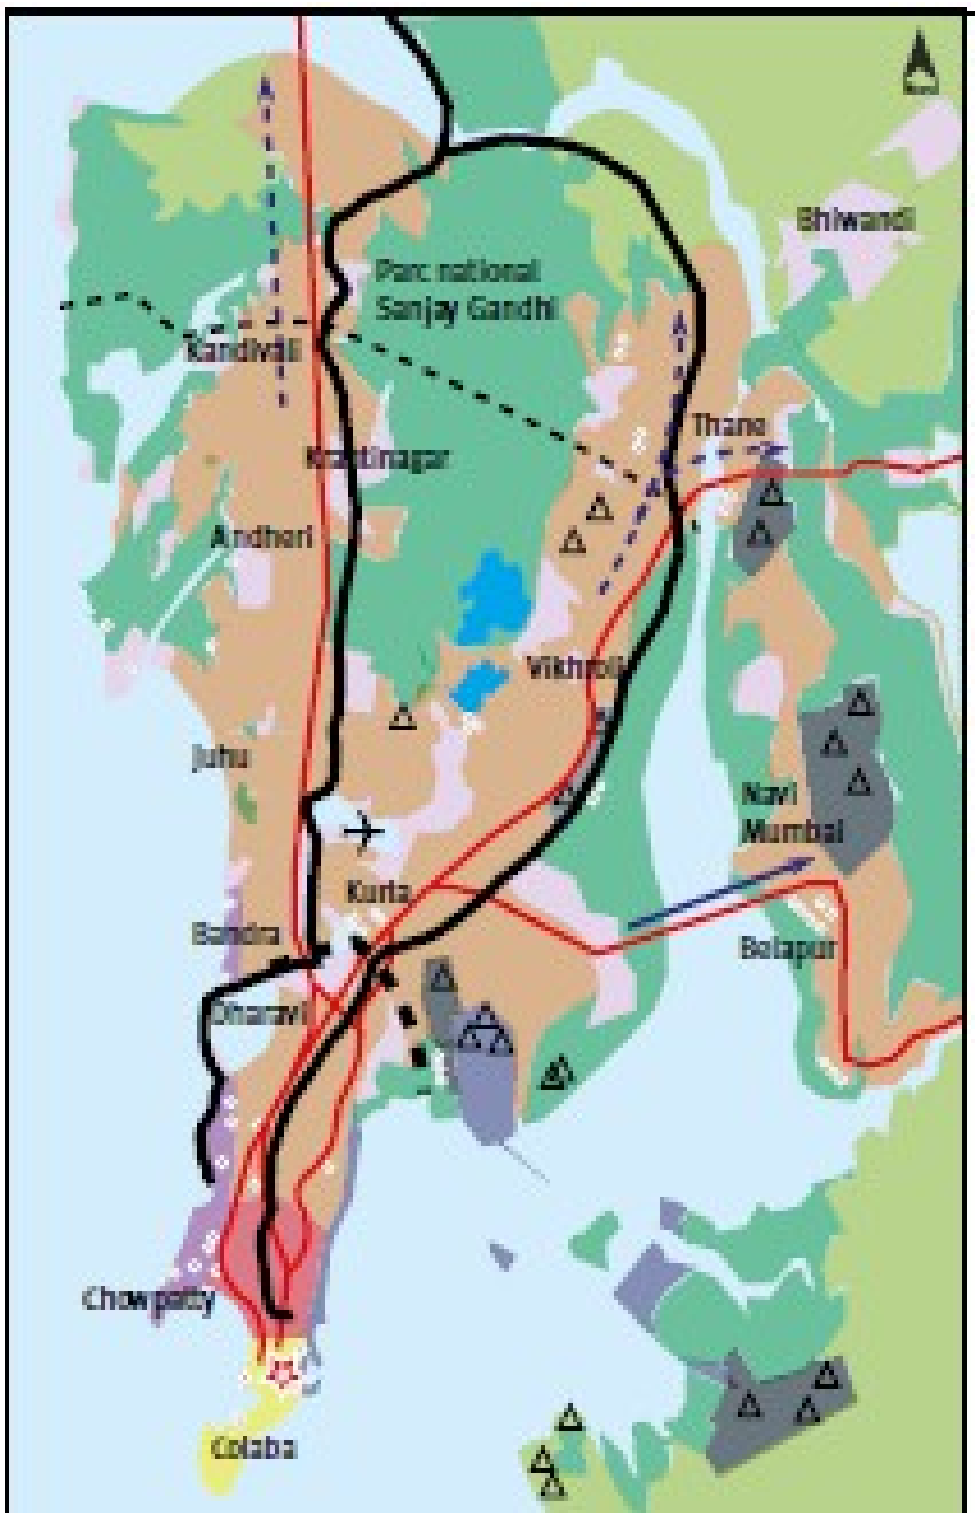 Bhiwandi
Parc national
Sanjay Gandhi
Kandivali
Thane
Krantinagar
Andheri
Vikhroli
Juhu
Navi
Mumbai
Kurla
Bandra
Belapur
Dharavi
Chowpatty
Colaba